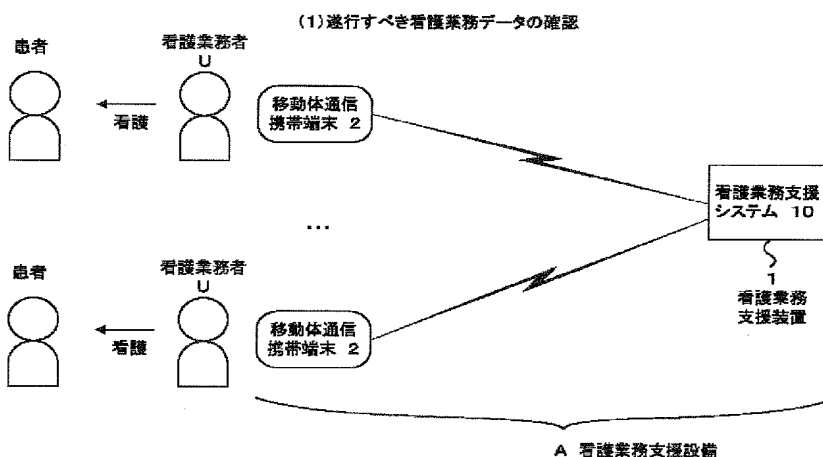 (1)遂行すべき看護業務データの確認
患者
看護業務者
U
看護
移動体通信
携帯端末 2
看護業務支援
システム 10
1
看護業務
支援装置
...
患者
看護業務者
U
看護
移動体通信
携帯端末 2
A 看護業務支援設備